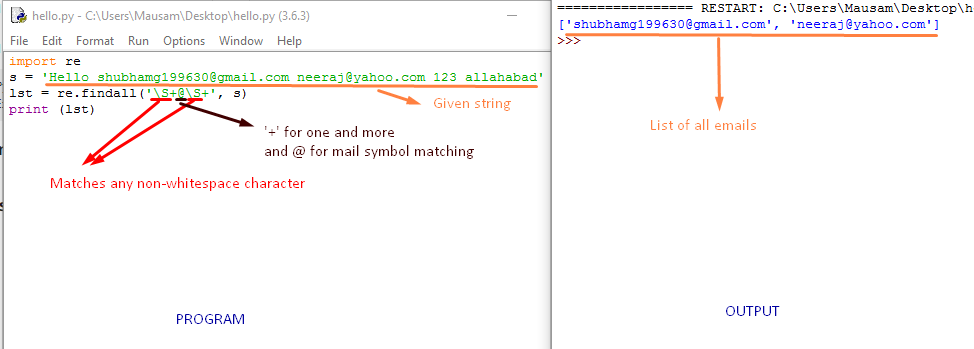 hello.py - C:\Users\Mausam\Desktop\hello.py (3.6.3)
File Edit Format Run Options Window Help
import re
s = 'Hello shubhamg199630@gmail.com neeraj@yahoo.com 123 allahabad'
lst = re.findall('\S+@\S+', s)
print (lst)
Given string
'+' for one and more
and @ for mail symbol matching
Matches any non-whitespace character
PROGRAM
================= RESTART: C:\Users\Mausam\Desktop\h
['shubhamg199630@gmail.com', 'neeraj@yahoo.com']
>>>
List of all emails
OUTPUT